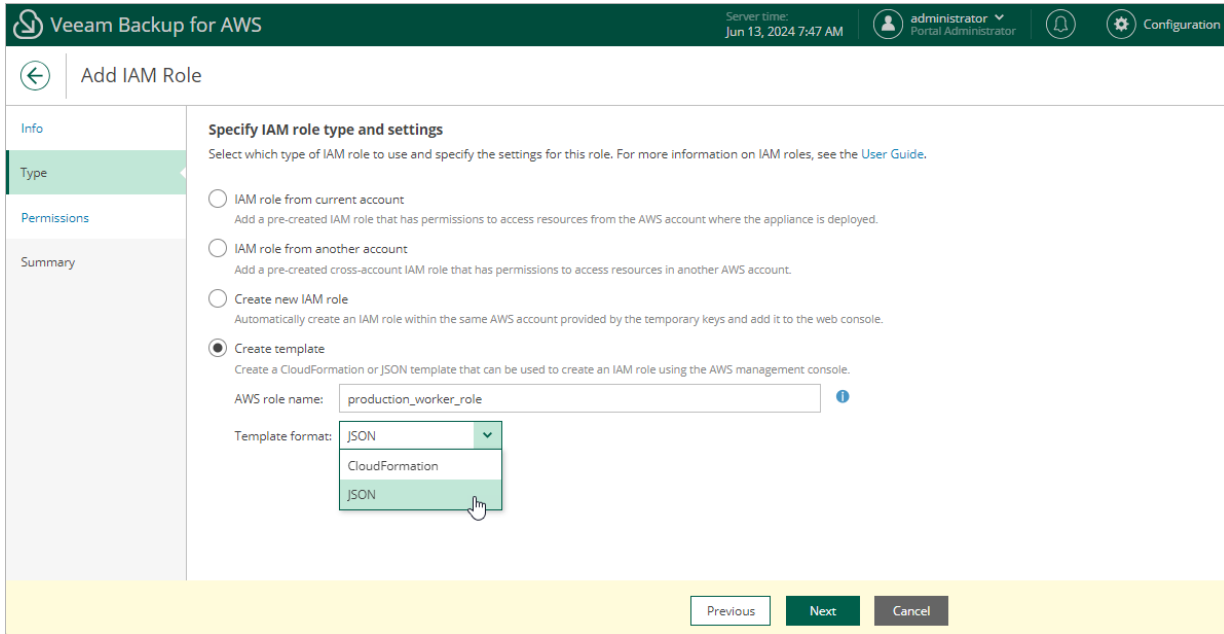 Veeam Backup for AWS
Server time:
Jun 13, 2024 7:47 AM
administrator
Portal Administrator
Configuration
Add IAM Role
Info
Type
Permissions
Summary
Specify IAM role type and settings
Select which type of IAM role to use and specify the settings for this role. For more information on IAM roles, see the User Guide.
IAM role from current account
Add a pre-created IAM role that has permissions to access resources from the AWS account where the appliance is deployed.
IAM role from another account
Add a pre-created cross-account IAM role that has permissions to access resources in another AWS account.
Create new IAM role
Automatically create an IAM role within the same AWS account provided by the temporary keys and add it to the web console.
Create template
Create a CloudFormation or JSON template that can be used to create an IAM role using the AWS management console.
AWS role name: production_worker_role
Template format: JSON
CloudFormation
JSON
Previous Next Cancel